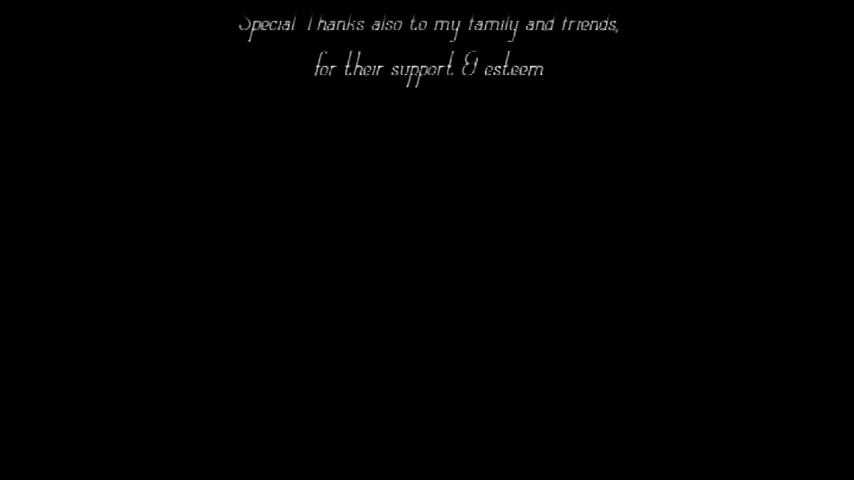 Special Thanks also to my family and friends,
for their support & esteem